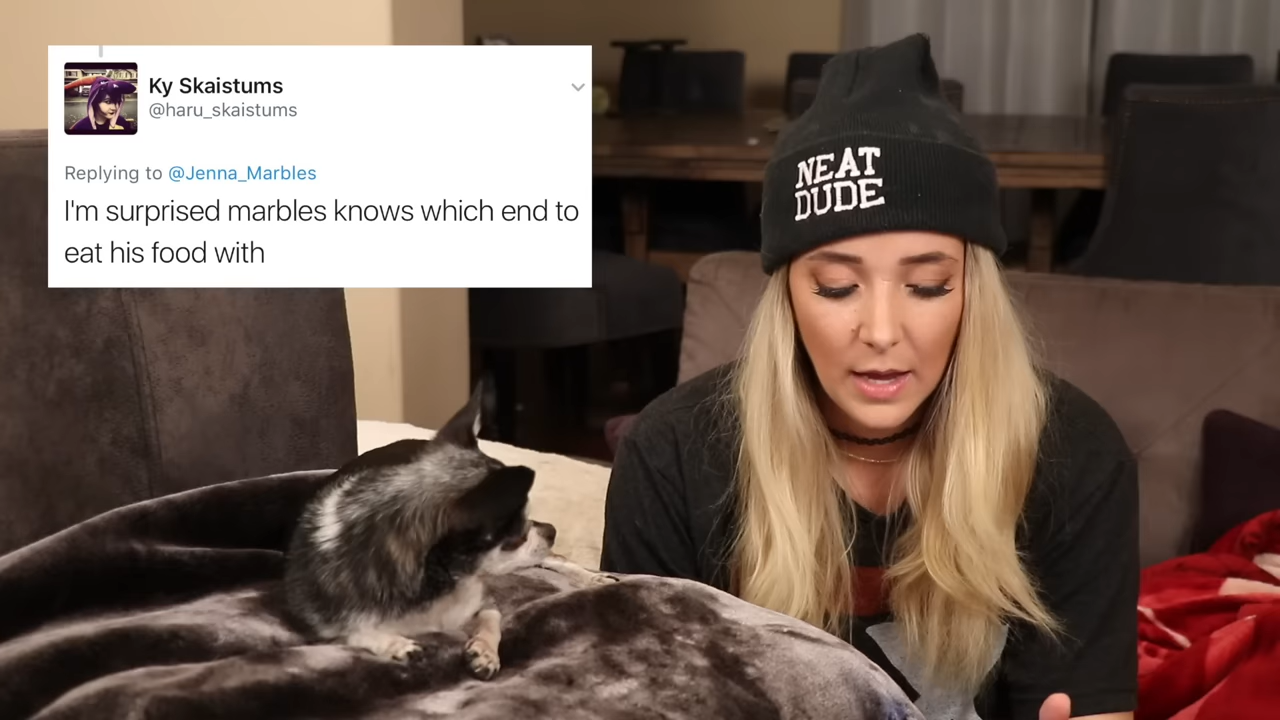 Ky Skaistums
@haru_skaistums
Replying to @Jenna_Marbles
I'm surprised marbles knows which end to
eat his food with
NEAT
DUDE